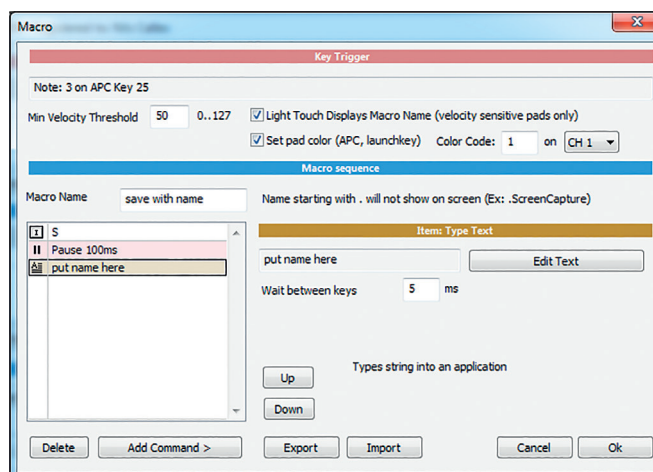 Macro
Key Trigger
Note: 3 on APC Key 25
Min Velocity Threshold 50 0..127 Light Touch Displays Macro Name (velocity sensitive pads only)
Set pad color (APC, launchkey) Color Code: 1 on CH 1
Macro sequence
Macro Name save with name Name starting with . will not show on screen (Ex: .ScreenCapture)
S
Pause 100ms
put name here
Item: Type Text
put name here Edit Text
Wait between keys 5 ms
Types string into an application
Up
Down
Delete Add Command > Export Import Cancel Ok